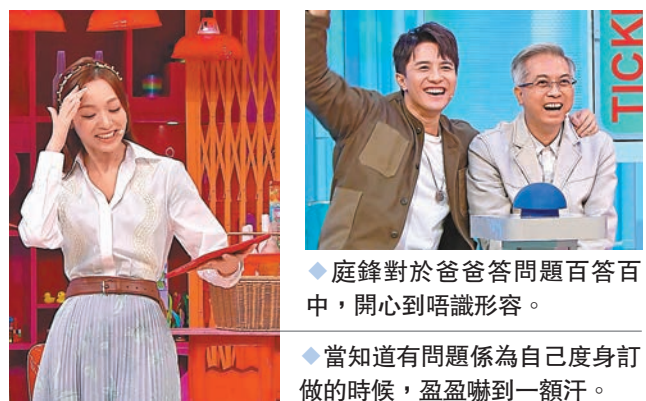 TICK
◆庭鋒對於爸爸答問題百答百
中,開心到唔識形容。
◆當知道有問題係為自己度身訂
做的時候,盈盈嚇到一額汗。